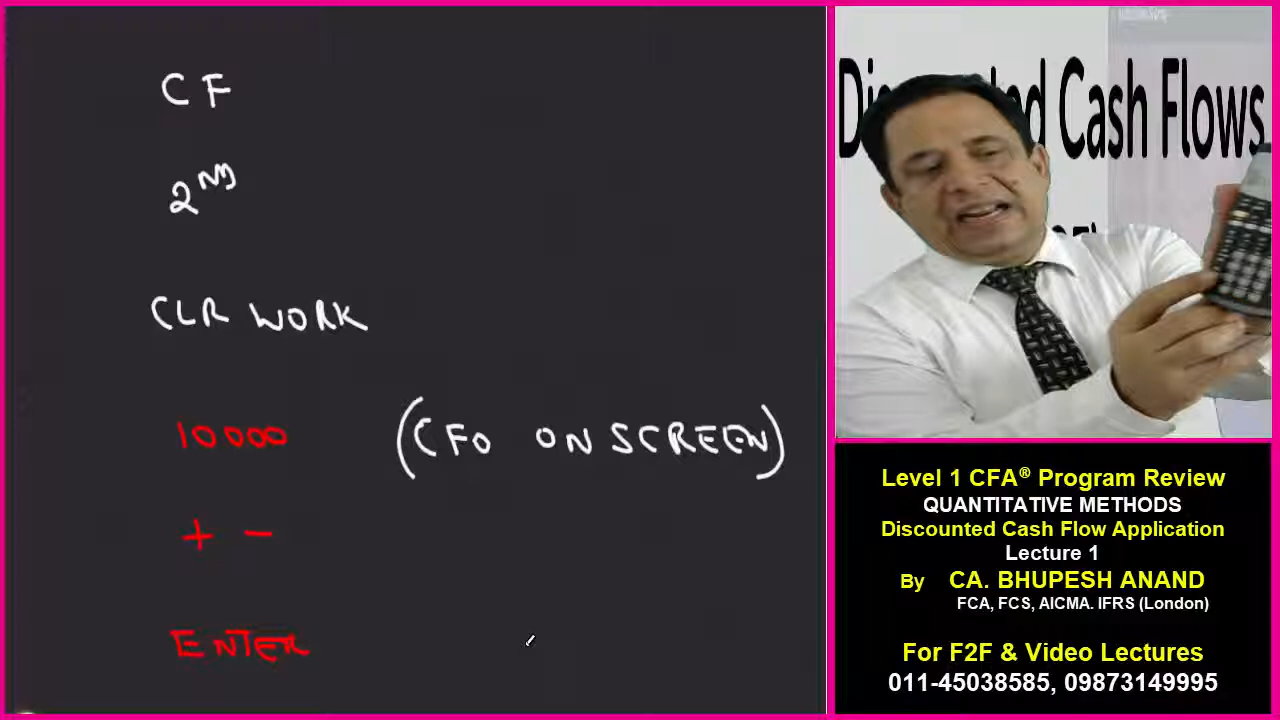 CF
2ND
CLR WORK
10000 (CF0 ON SCREEN)
+ -
ENTER
Discounted Cash Flows
Level 1 CFA® Program Review
QUANTITATIVE METHODS
Discounted Cash Flow Application
Lecture 1
By CA. BHUPESH ANAND
FCA, FCS, AICMA. IFRS (London)
For F2F & Video Lectures
011-45038585, 09873149995